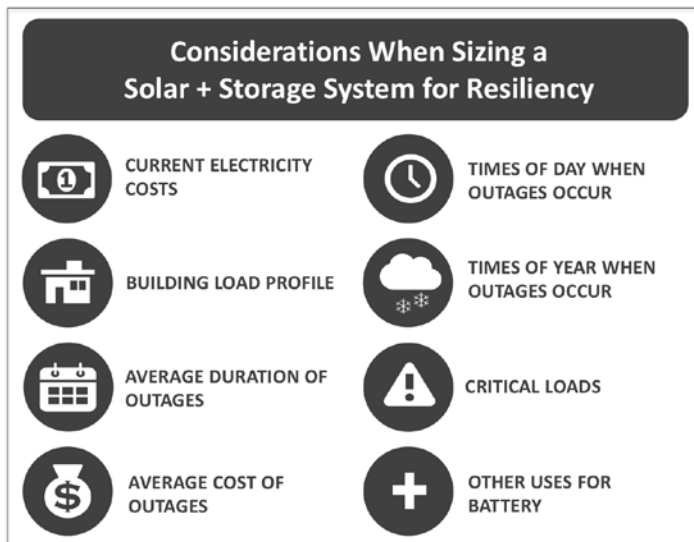 Considerations When Sizing a
Solar + Storage System for Resiliency
1
CURRENT ELECTRICITY
COSTS
TIMES OF DAY WHEN
OUTAGES OCCUR
BUILDING LOAD PROFILE
TIMES OF YEAR WHEN
OUTAGES OCCUR
AVERAGE DURATION OF
OUTAGES
CRITICAL LOADS
$
AVERAGE COST OF
OUTAGES
OTHER USES FOR
BATTERY